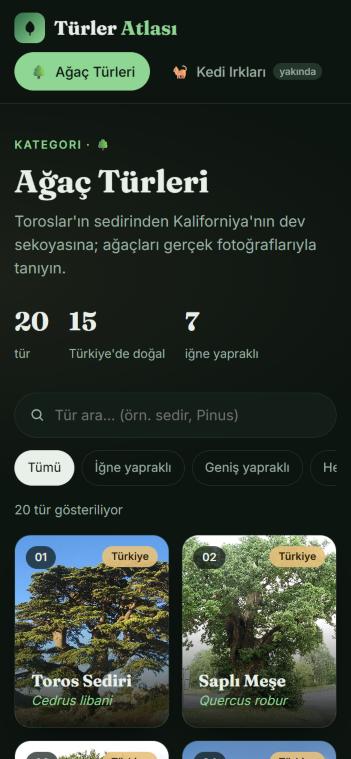 Türler Atlası
Ağaç Türleri
Kedi Irkları yakında
KATEGORİ ·
Ağaç Türleri
Toroslar'ın sedirinden Kaliforniya'nın dev
sekoyasına; ağaçları gerçek fotoğraflarıyla
tanıyın.
20 15 7
tür Türkiye'de doğal iğne yapraklı
Tür ara... (örn. sedir, Pinus)
Tümü İğne yapraklı Geniş yapraklı He
20 tür gösteriliyor
01 Türkiye
Toros Sediri
Cedrus libani
02 Türkiye
Saplı Meşe
Quercus robur